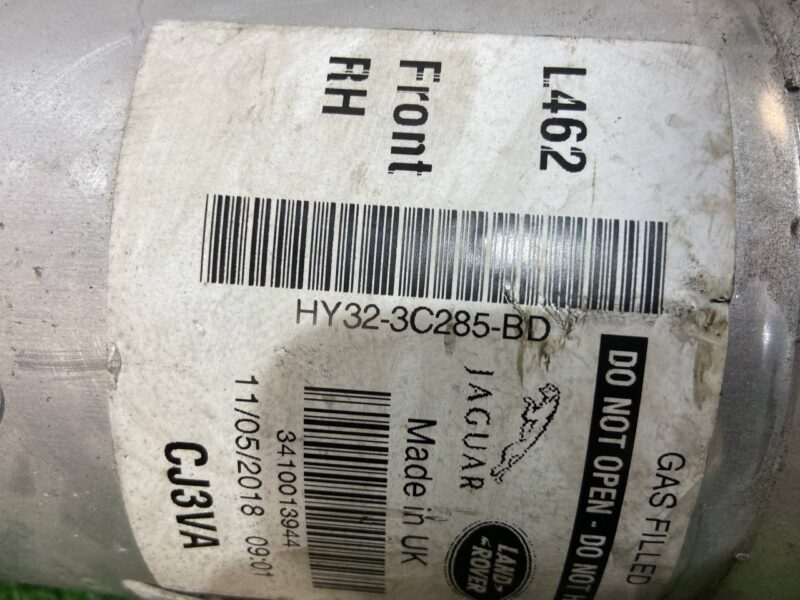 L462
Front
RH
HY32-3C285-BD
GAS FILLED
DO NOT OPEN - DO NOT
JAGUAR
LAND
ROVER
Made in UK
3410013944
11/05/2018 09:01
CJ3VA